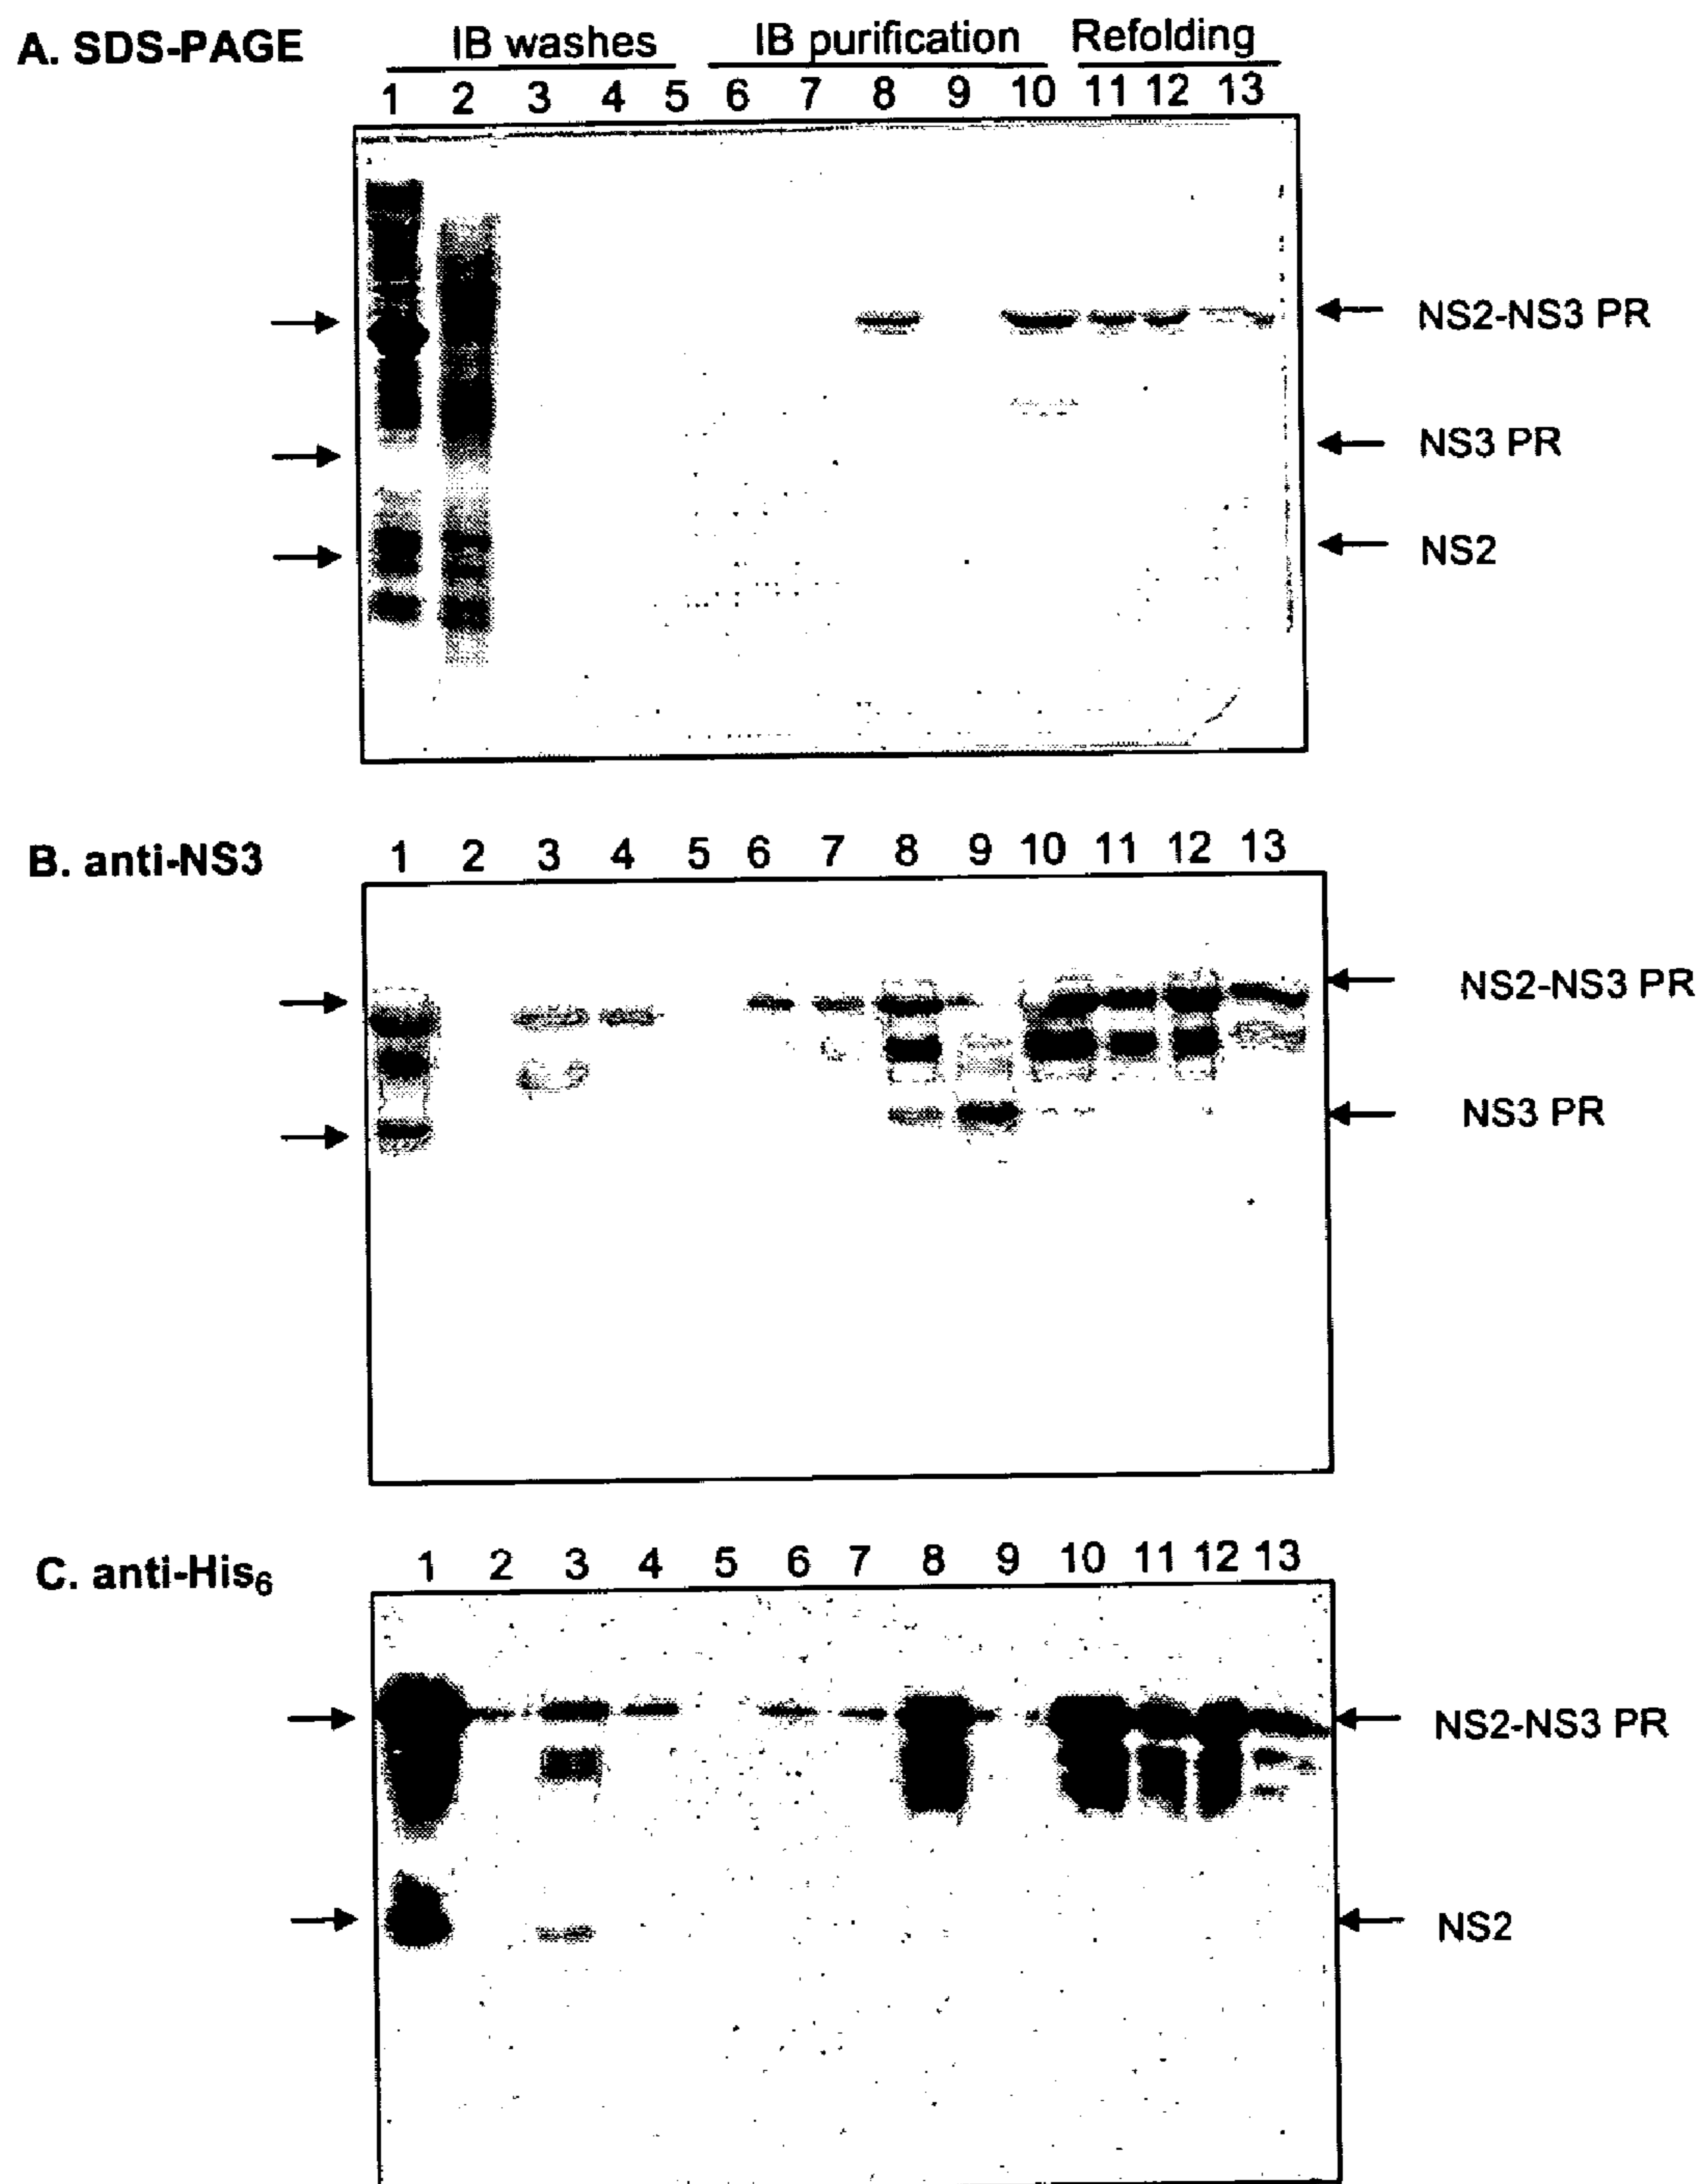 A. SDS-PAGE
IB washes IB purification Refolding
1 2 3 4 5 6 7 8 9 10 11 12 13
NS2-NS3 PR
NS3 PR
NS2
B. anti-NS3
1 2 3 4 5 6 7 8 9 10 11 12 13
NS2-NS3 PR
NS3 PR
C. anti-His₆
1 2 3 4 5 6 7 8 9 10 11 12 13
NS2-NS3 PR
NS2